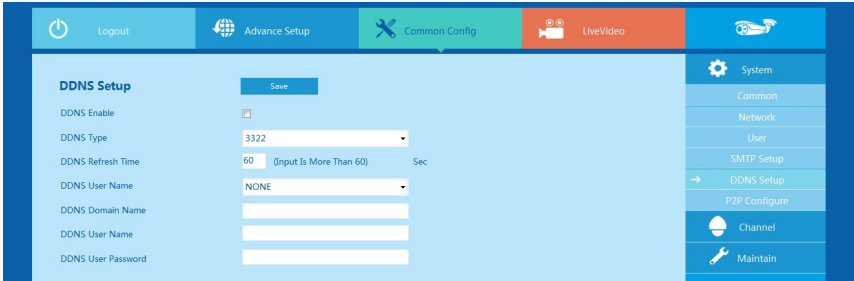 Logout Advance Setup Common Config LiveVideo
System
DDNS Setup Save
Common
DDNS Enable
Network
DDNS Type 3322
User
DDNS Refresh Time 60 (Input Is More Than 60) Sec
SMTP Setup
DDNS User Name NONE
DDNS Setup
DDNS Domain Name
P2P Configure
DDNS User Name
Channel
DDNS User Password
Maintain